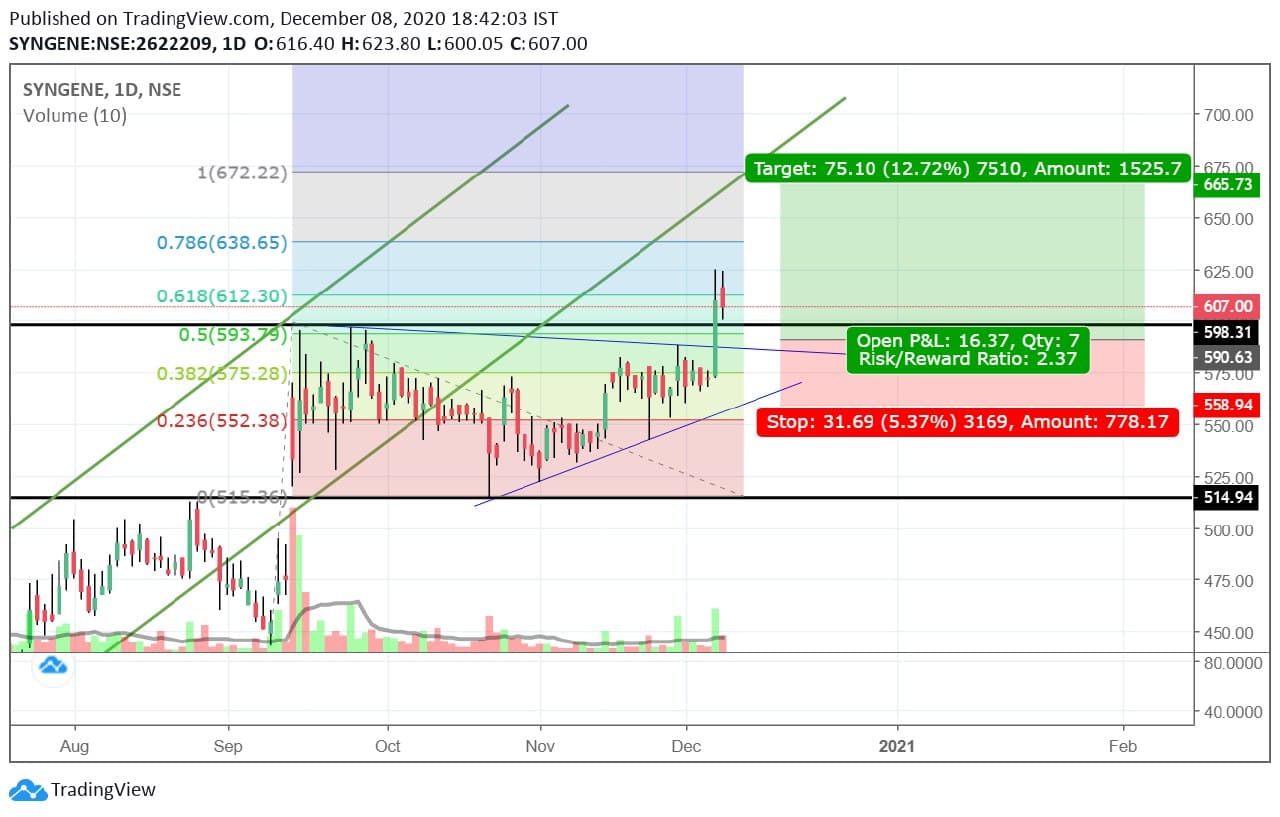 Published on TradingView.com, December 08, 2020 18:42:03 IST
SYNGENE:NSE:2622209, 1D O:616.40 H:623.80 L:600.05 C:607.00
SYNGENE, 1D, NSE
Volume (10)
700.00
1(672.22)
Target: 75.10 (12.72%) 7510, Amount: 1525.7
675.00
665.73
650.00
0.786(638.65)
625.00
0.618(612.30)
607.00
598.31
0.5(593.79)
Open P&L: 16.37, Qty: 7
Risk/Reward Ratio: 2.37
590.63
0.382(575.28)
575.00
558.94
0.236(552.38)
Stop: 31.69 (5.37%) 3169, Amount: 778.17
550.00
525.00
0(515.36)
514.94
500.00
475.00
450.00
80.0000
40.0000
Aug Sep Oct Nov Dec 2021 Feb
TradingView